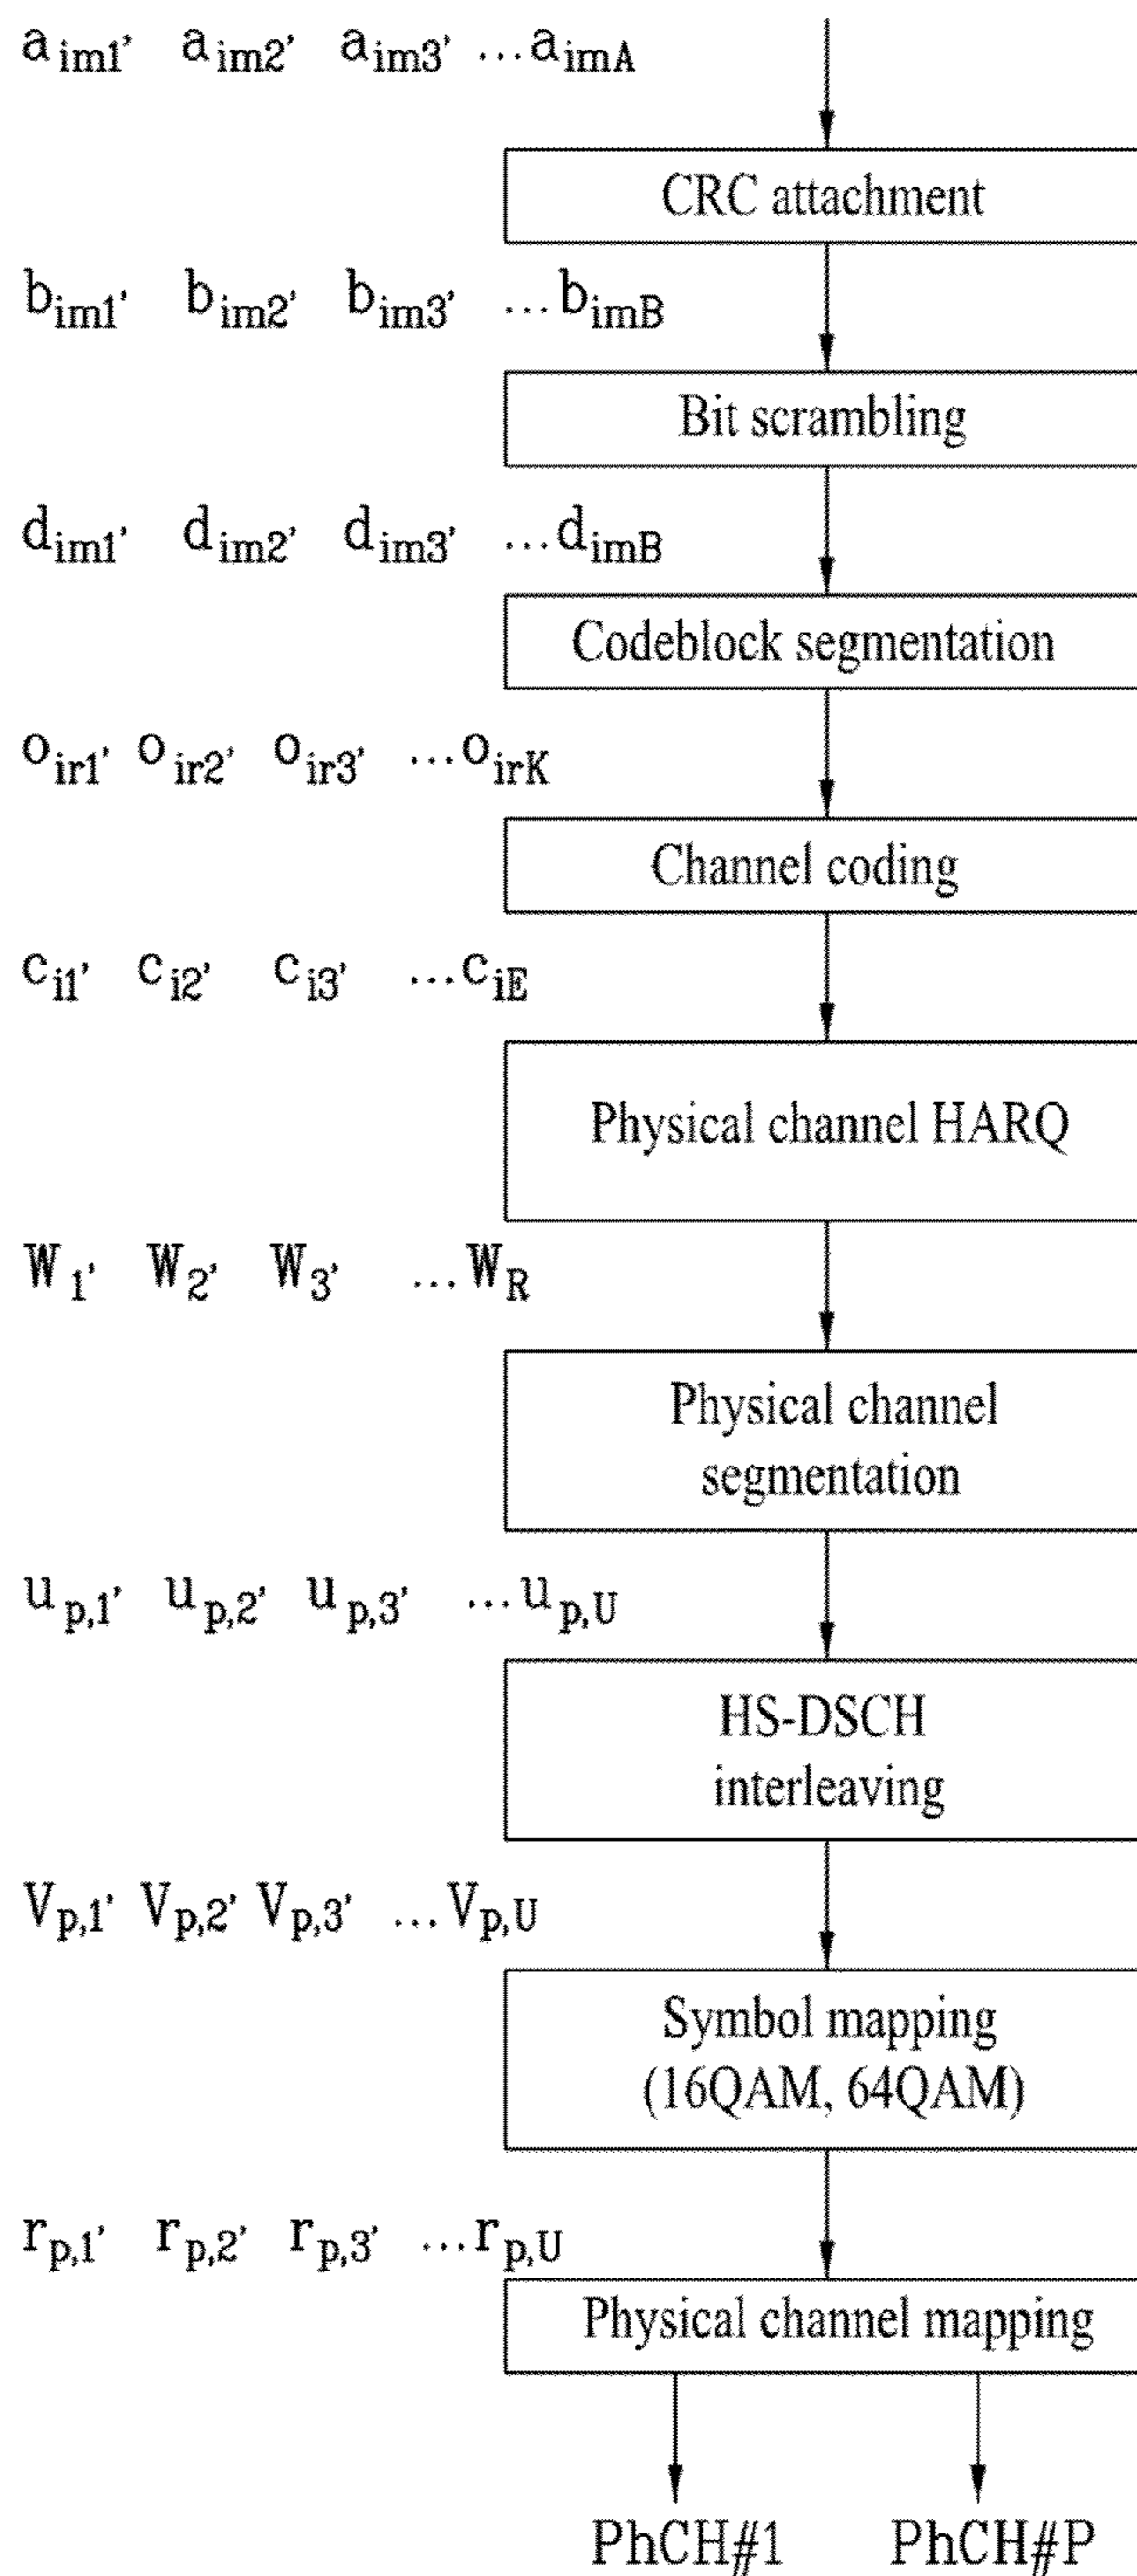 a_im1, a_im2, a_im3, ...a_imA
CRC attachment
b_im1, b_im2, b_im3, ...b_imB
Bit scrambling
d_im1, d_im2, d_im3, ...d_imB
Codeblock segmentation
o_ir1, o_ir2, o_ir3, ...o_irK
Channel coding
c_i1, c_i2, c_i3, ...c_iE
Physical channel HARQ
W_1, W_2, W_3, ...W_R
Physical channel
segmentation
u_p,1, u_p,2, u_p,3, ...u_p,U
HS-DSCH
interleaving
V_p,1, V_p,2, V_p,3, ...V_p,U
Symbol mapping
(16QAM, 64QAM)
r_p,1, r_p,2, r_p,3, ...r_p,U
Physical channel mapping
PhCH#1 PhCH#P